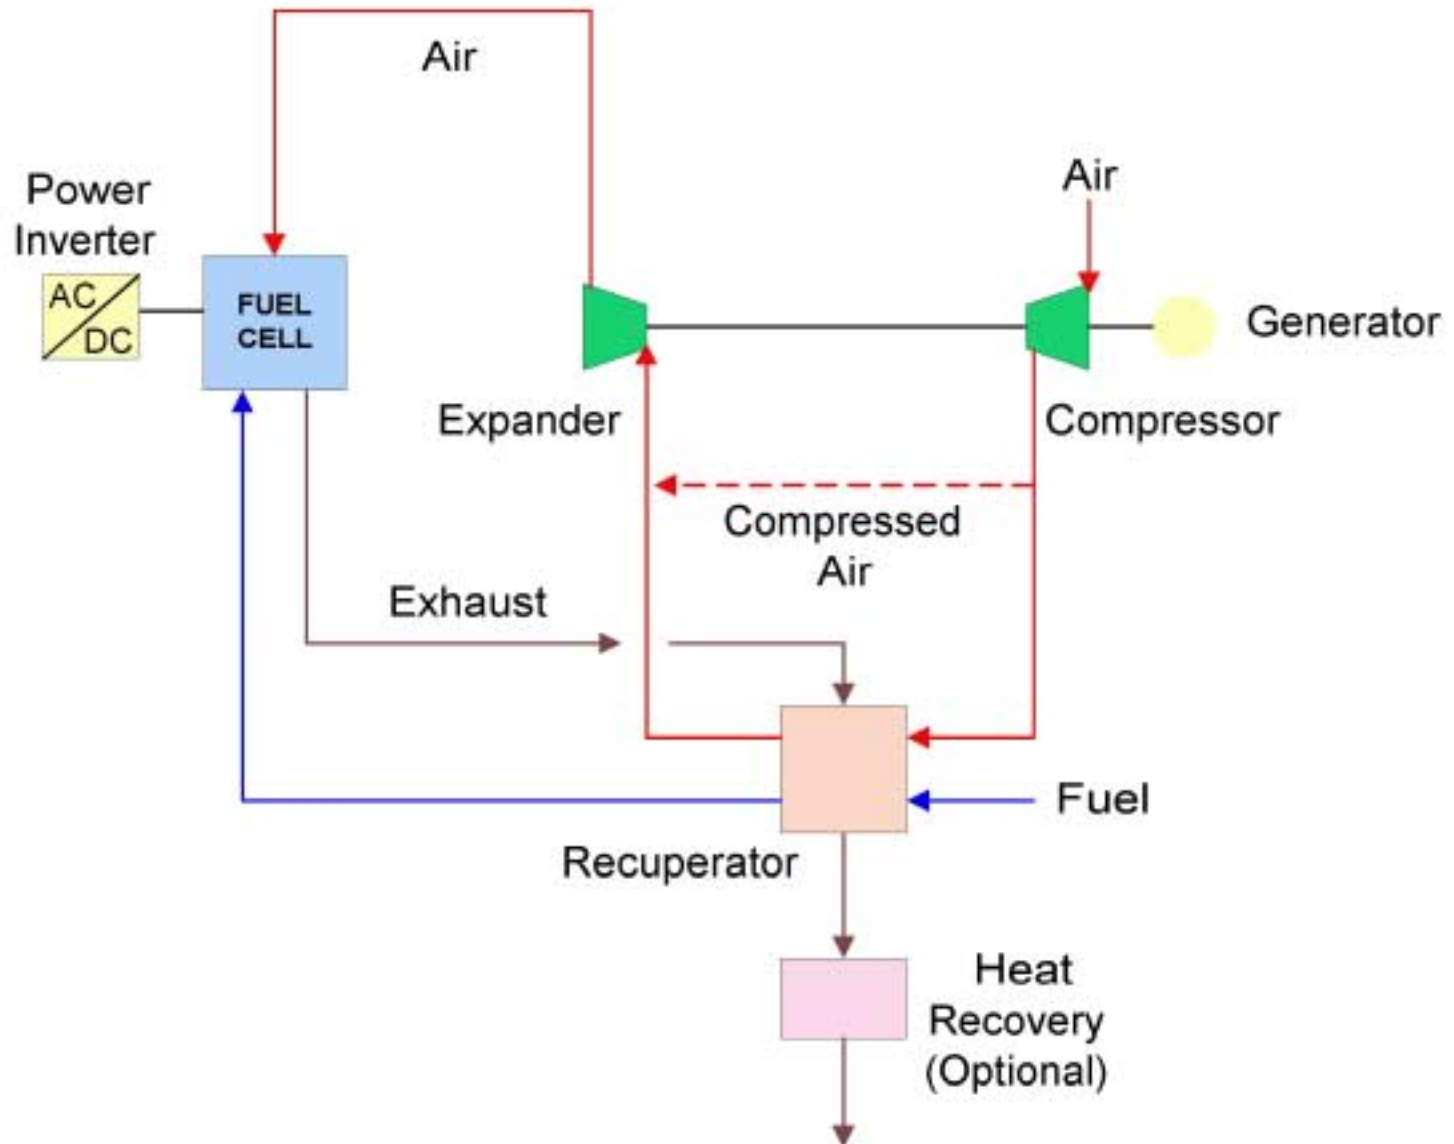 Air
Air
Power
Inverter
AC
DC
FUEL
CELL
Generator
Expander
Compressor
Compressed
Air
Exhaust
Fuel
Recuperator
Heat
Recovery
(Optional)